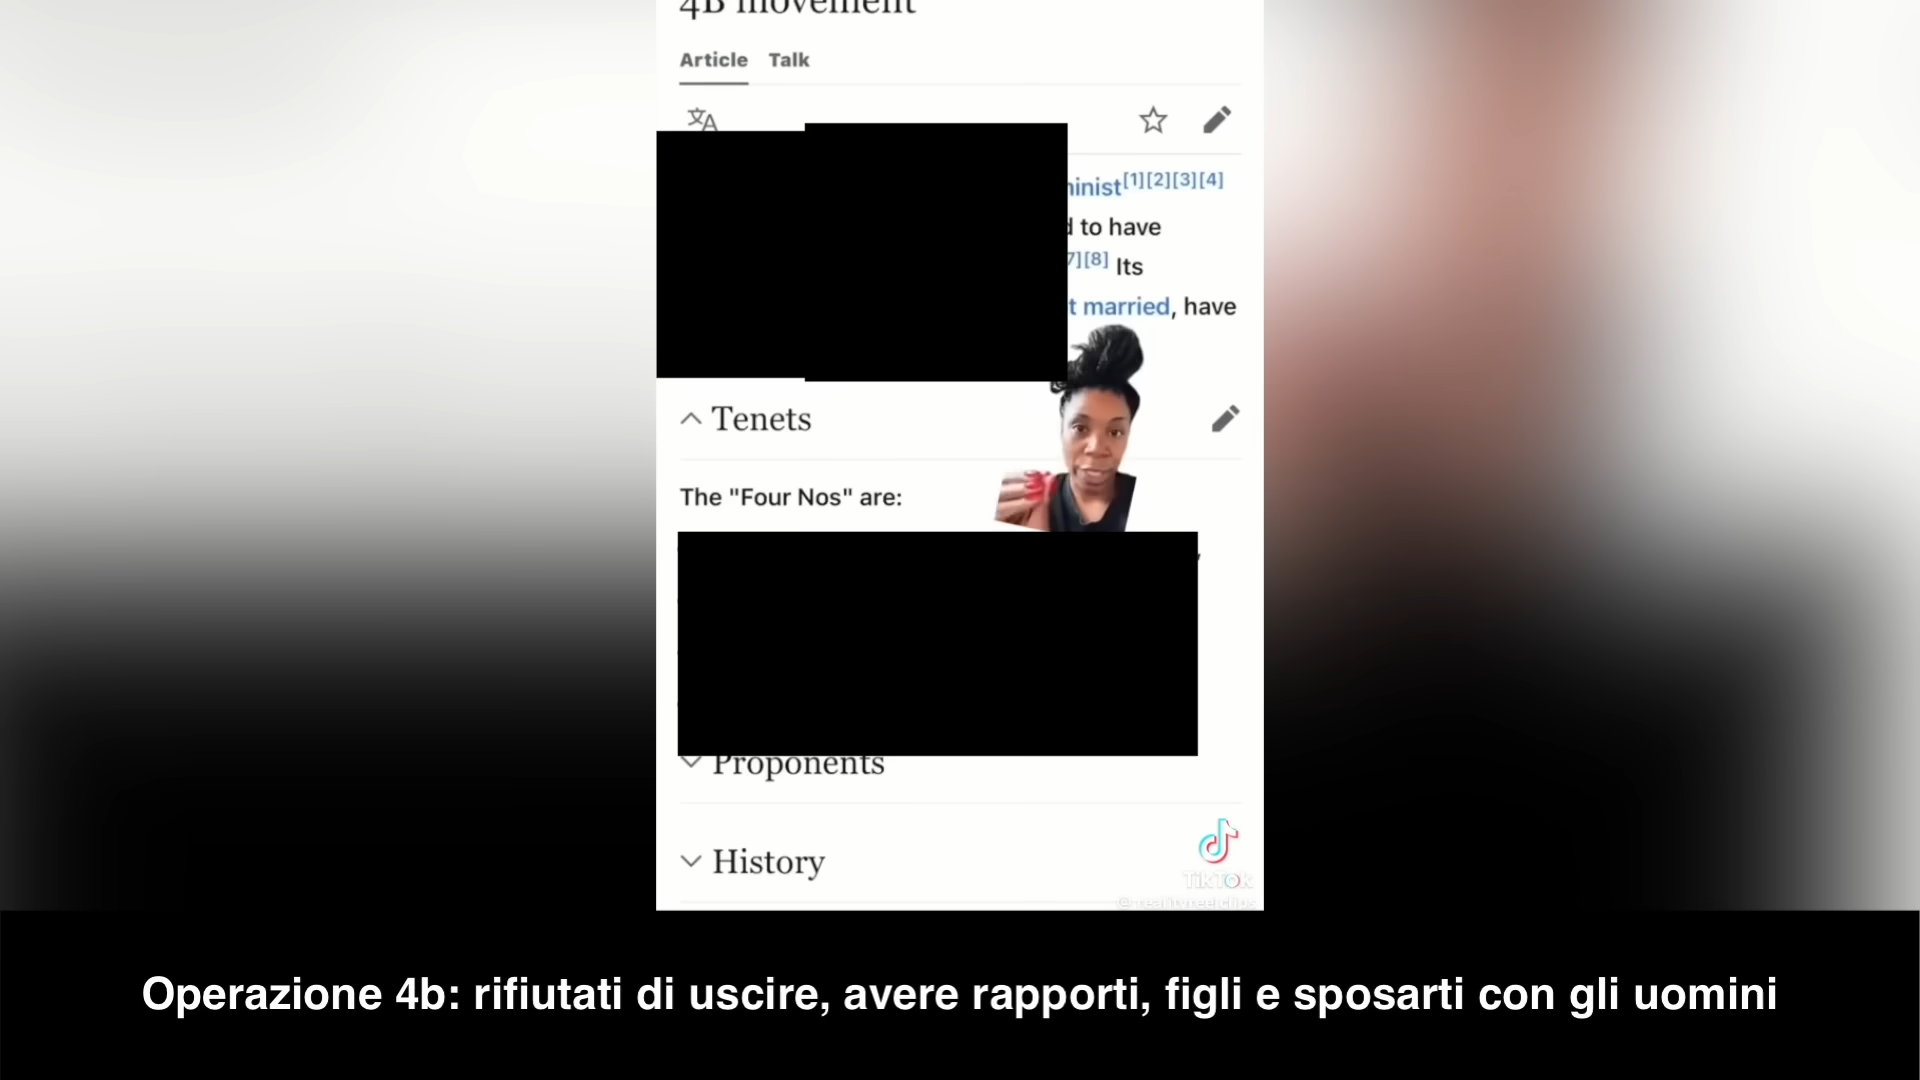 4B movement
Article Talk
[1][2][3][4]
to have
[8] Its
married, have
Tenets
The "Four Nos" are:
Proponents
History
TikTok
@realityreelclips
Operazione 4b: rifiutati di uscire, avere rapporti, figli e sposarti con gli uomini